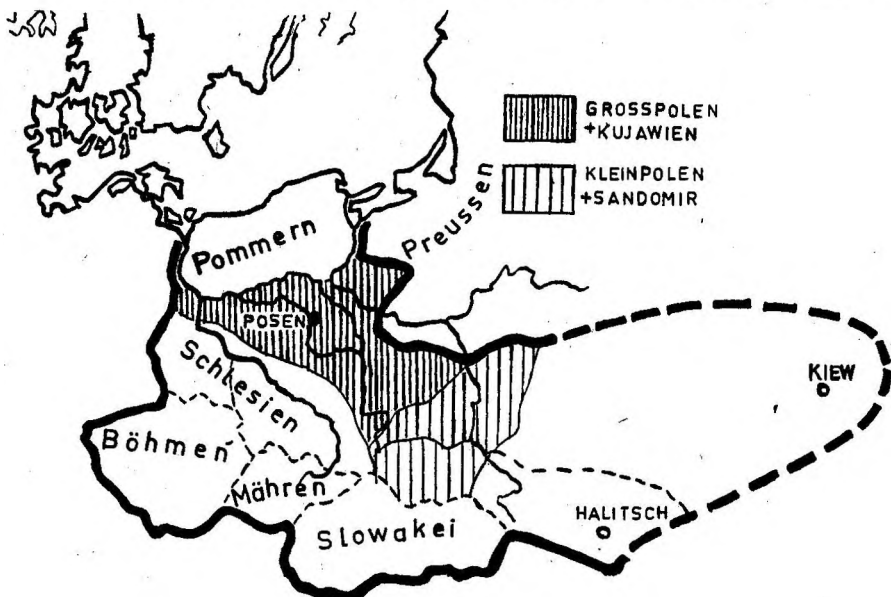 GROSSPOLEN
+KUJAWIEN
KLEINPOLEN
+SANDOMIR
Preussen
Pommern
POSEN
KIEW
Schlesien
Böhmen
Mähren
HALITSCH
Slowakei